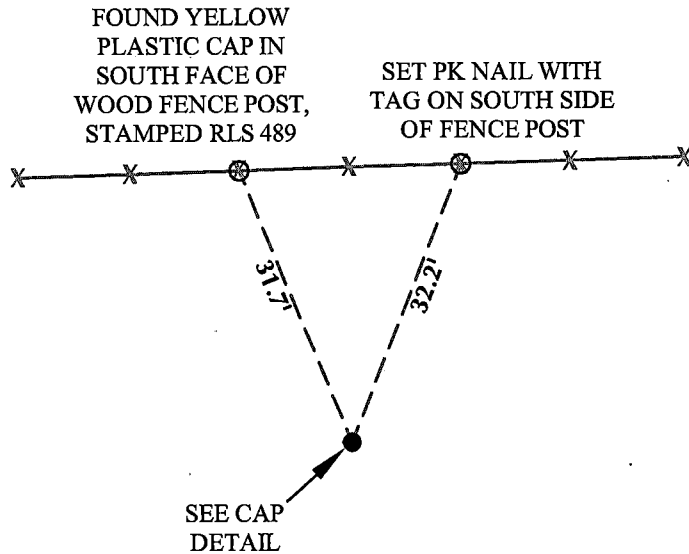 FOUND YELLOW
PLASTIC CAP IN
SOUTH FACE OF
WOOD FENCE POST,
STAMPED RLS 489
SET PK NAIL WITH
TAG ON SOUTH SIDE
OF FENCE POST
31.7'
32.2'
SEE CAP
DETAIL